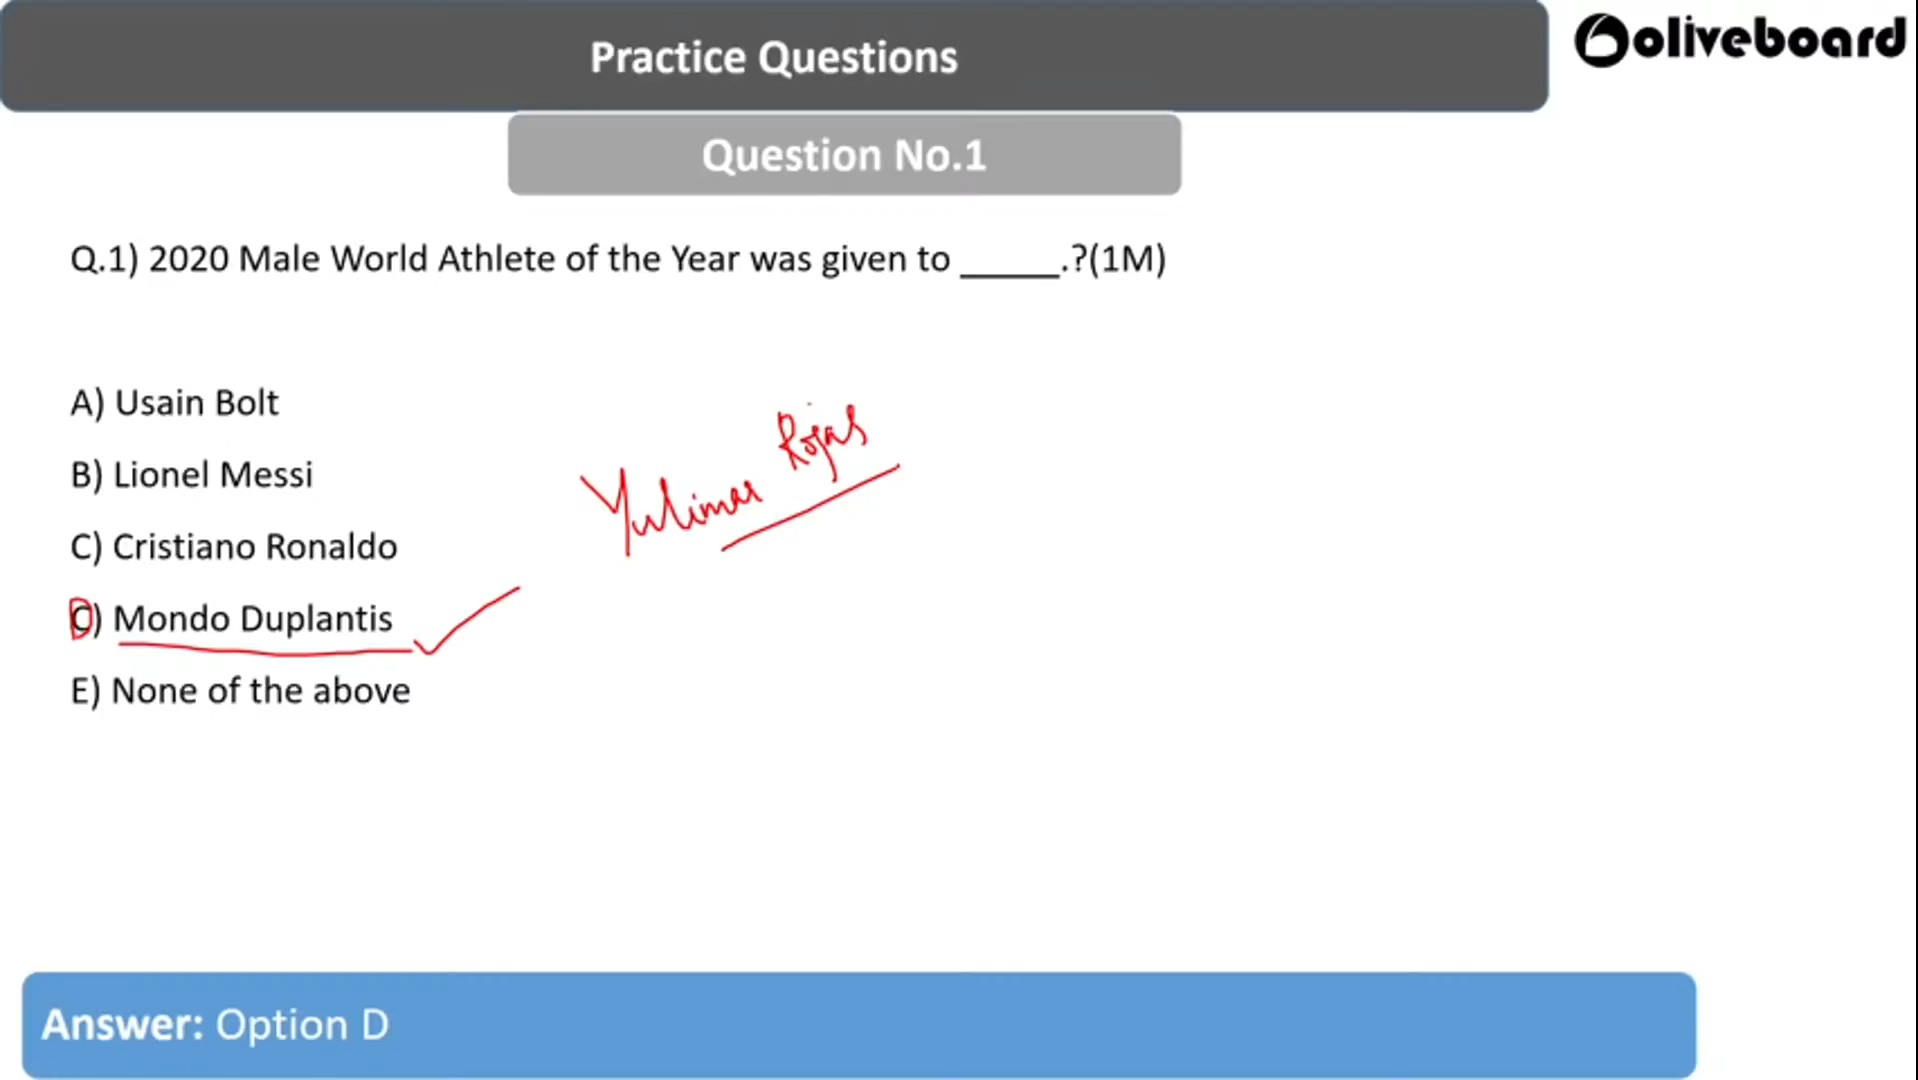 Practice Questions
oliveboard
Question No.1
Q.1) 2020 Male World Athlete of the Year was given to _____.?(1M)
A) Usain Bolt
B) Lionel Messi
C) Cristiano Ronaldo
D) Mondo Duplantis
E) None of the above
Yulimar Rojas
Answer: Option D